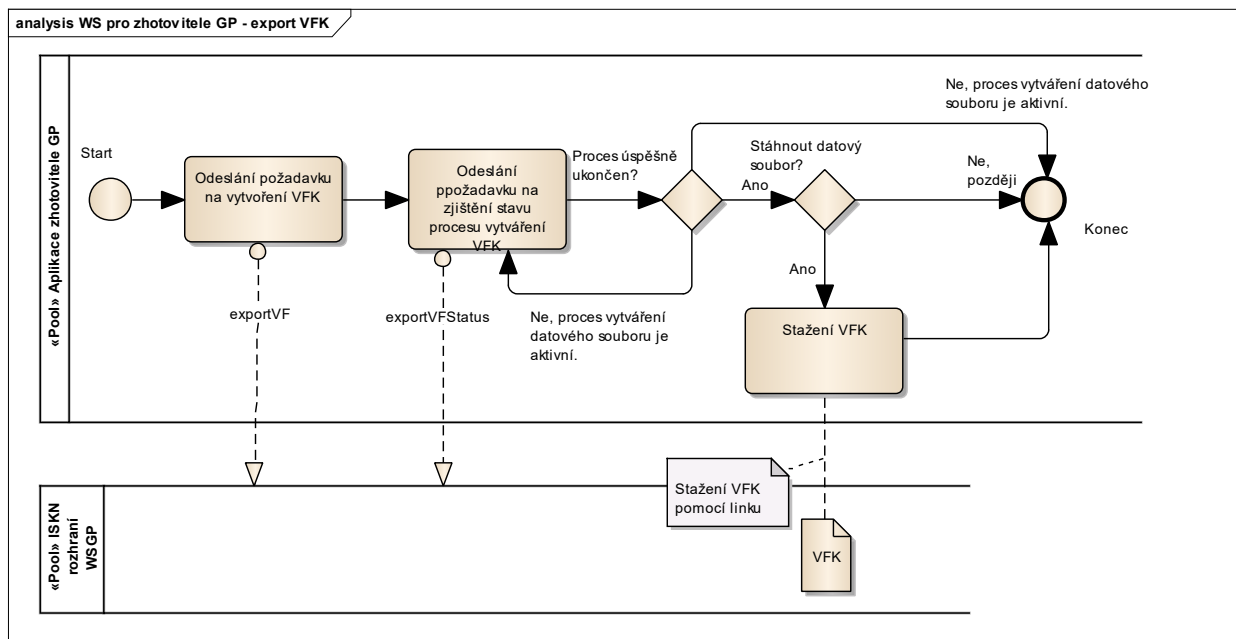 analysis WS pro zhotovitele GP - export VFK
«Pool» Aplikace zhotovitele GP
Start
Odeslání požadavku
na vytvoření VFK
exportVF
Odeslání
ppožadavku na
zjištění stavu
procesu vytváření
VFK
exportVFStatus
Proces úspěšně
ukončen?
Ano
Ne, proces vytváření
datového souboru je
aktivní.
Stáhnout datový
soubor?
Ano
Ne, proces vytváření datového
souboru je aktivní.
Ne,
později
Konec
Stažení VFK
«Pool» ISKN
rozhraní
WSGP
Stažení VFK
pomocí linku
VFK